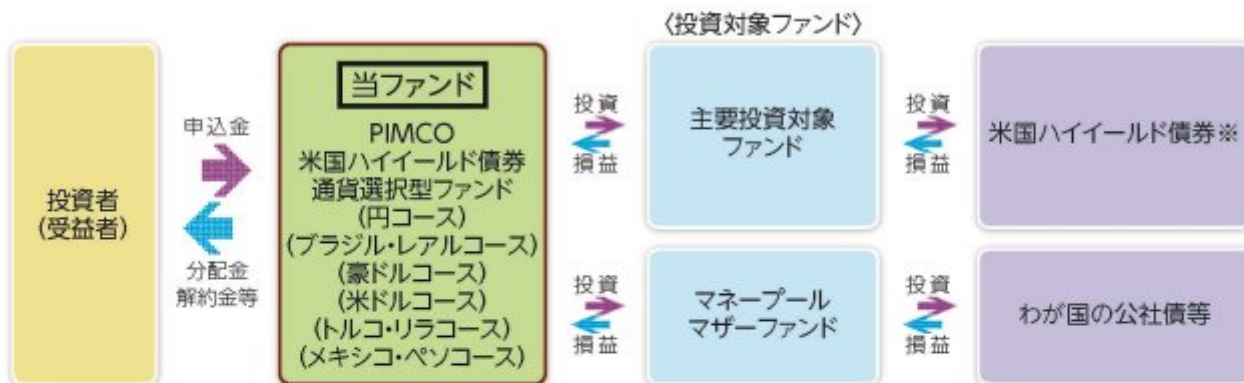 〈投資対象ファンド〉
投資者
(受益者)
申込金
分配金
解約金等
当ファンド
PIMCO
米国ハイイールド債券
通貨選択型ファンド
(円コース)
(ブラジル・レアルコース)
(豪ドルコース)
(米ドルコース)
(トルコ・リラコース)
(メキシコ・ペソコース)
投資
損益
主要投資対象
ファンド
投資
損益
米国ハイイールド債券※
投資
損益
マネープール
マザーファンド
投資
損益
わが国の公社債等